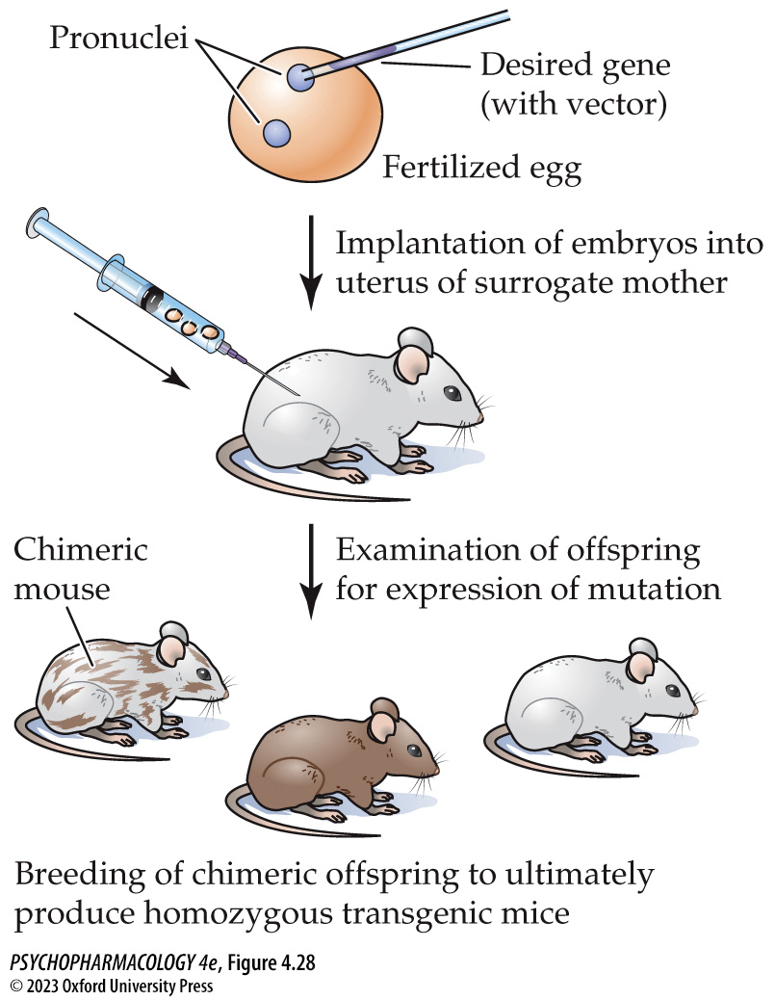 Pronuclei
Desired gene
(with vector)
Fertilized egg
Implantation of embryos into
uterus of surrogate mother
Chimeric
mouse
Examination of offspring
for expression of mutation
Breeding of chimeric offspring to ultimately
produce homozygous transgenic mice
PSYCHOPHARMACOLOGY 4e, Figure 4.28
© 2023 Oxford University Press